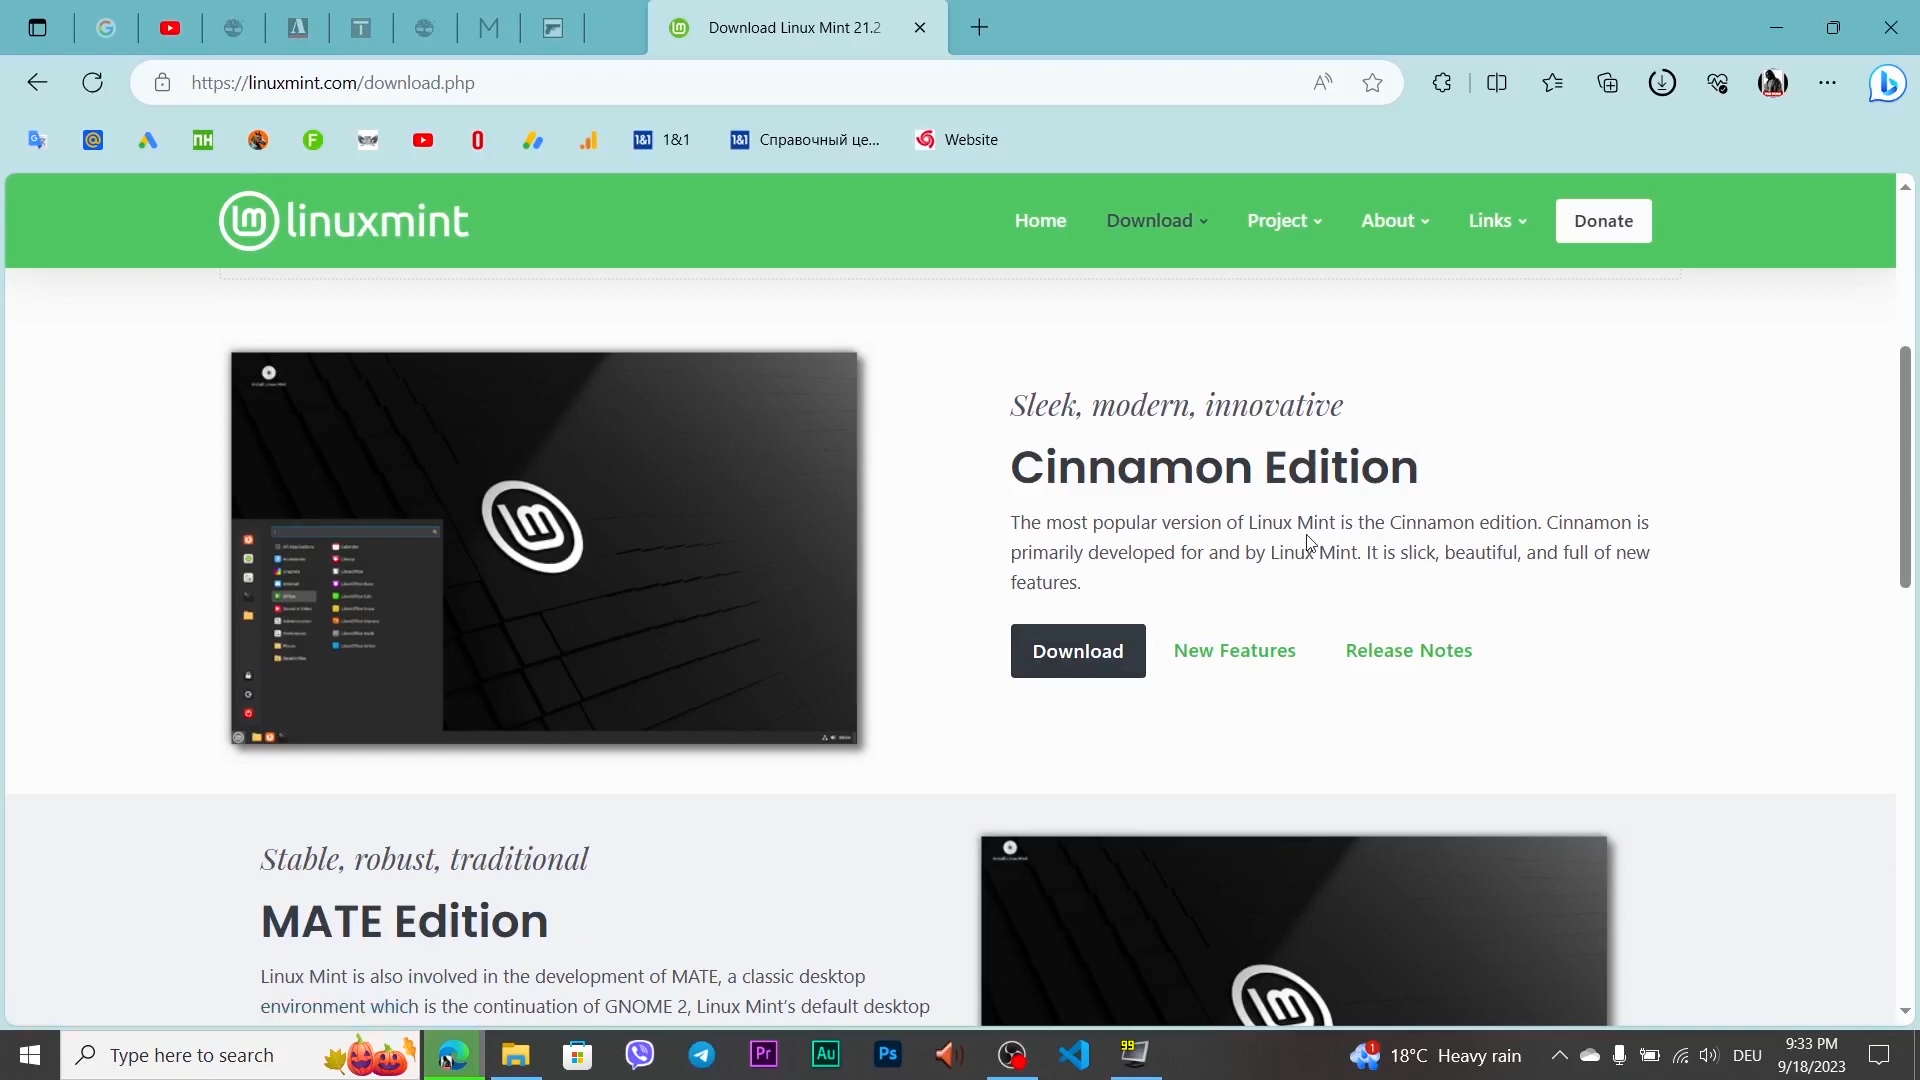 Download Linux Mint 21.2
https://linuxmint.com/download.php
1&1
Справочный це...
Website
linuxmint
Home
Download
Project
About
Links
Donate
Sleek, modern, innovative
Cinnamon Edition
The most popular version of Linux Mint is the Cinnamon edition. Cinnamon is
primarily developed for and by Linux Mint. It is slick, beautiful, and full of new
features.
Download
New Features
Release Notes
Stable, robust, traditional
MATE Edition
Linux Mint is also involved in the development of MATE, a classic desktop
environment which is the continuation of GNOME 2, Linux Mint's default desktop
Type here to search
Pr
Au
Ps
99
1
18°C Heavy rain
DEU
9:33 PM
9/18/2023